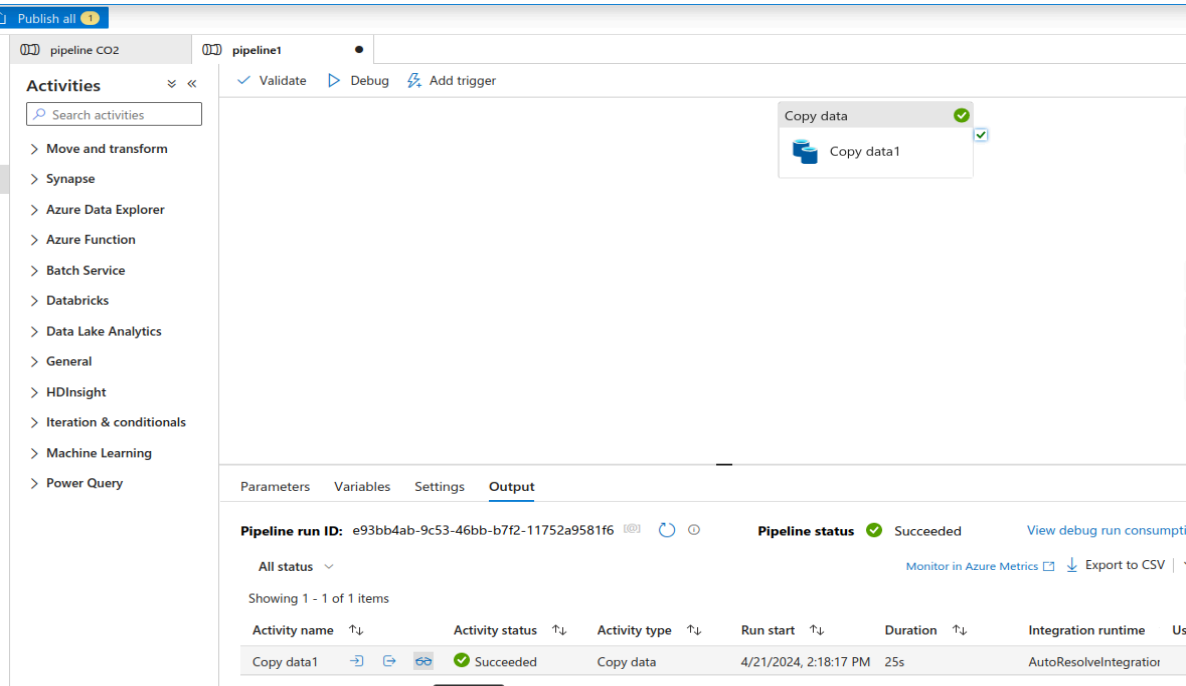 Publish all 1
pipeline CO2
pipeline1
Activities
Validate Debug Add trigger
Search activities
Move and transform
Synapse
Azure Data Explorer
Azure Function
Batch Service
Databricks
Data Lake Analytics
General
HDInsight
Iteration & conditionals
Machine Learning
Power Query
Copy data
Copy data1
Parameters Variables Settings Output
Pipeline run ID: e93bb4ab-9c53-46bb-b7f2-11752a9581f6 [@] Pipeline status Succeeded View debug run consumpti
All status Monitor in Azure Metrics Export to CSV
Showing 1 - 1 of 1 items
Activity name Activity status Activity type Run start Duration Integration runtime Us
Copy data1 Succeeded Copy data 4/21/2024, 2:18:17 PM 25s AutoResolveIntegration